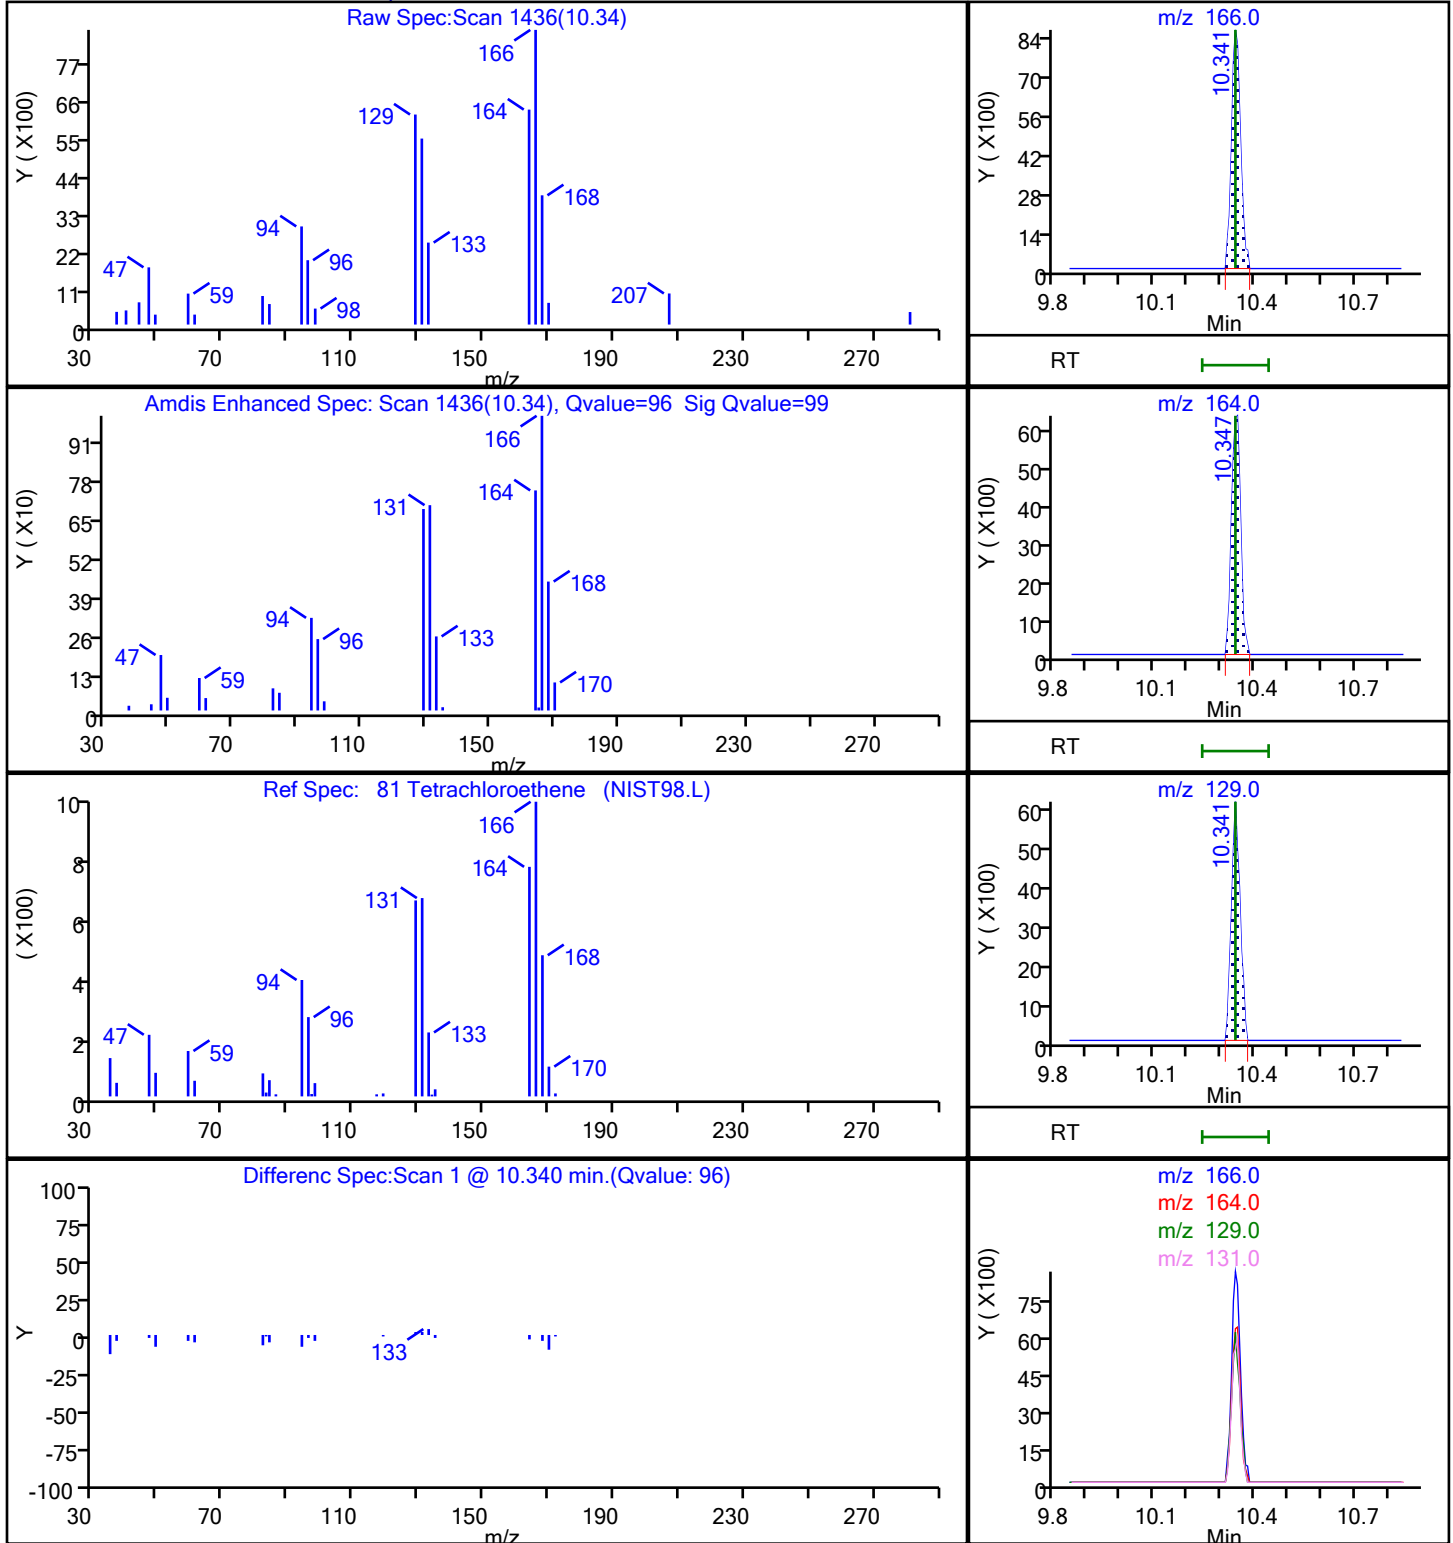 Raw Spec:Scan 1436(10.34)
Y ( X100)
77
66
55
44
33
22
11
0
166
164
129
168
133
94
96
98
47
59
207
30 70 110 150 190 230 270
m/z
m/z 166.0
Y ( X100)
84
70
56
42
28
14
0
10.341
9.8 10.1 10.4 10.7
Min
RT
Amdis Enhanced Spec: Scan 1436(10.34), Qvalue=96 Sig Qvalue=99
Y ( X10)
91
78
65
52
39
26
13
0
166
164
131
168
133
94
96
47
59
170
30 70 110 150 190 230 270
m/z
m/z 164.0
Y ( X100)
60
50
40
30
20
10
0
10.347
9.8 10.1 10.4 10.7
Min
RT
Ref Spec: 81 Tetrachloroethene (NIST98.L)
( X100)
10
8
6
4
2
0
166
164
131
168
94
96
133
47
59
170
30 70 110 150 190 230 270
m/z 129.0
Y ( X100)
60
50
40
30
20
10
0
10.341
9.8 10.1 10.4 10.7
Min
RT
Differenc Spec:Scan 1 @ 10.340 min.(Qvalue: 96)
Y
100
75
50
25
0
-25
-50
-75
-100
133
30 70 110 150 190 230 270
m/z
m/z 166.0
m/z 164.0
m/z 129.0
m/z 131.0
Y ( X100)
75
60
45
30
15
0
9.8 10.1 10.4 10.7
Min